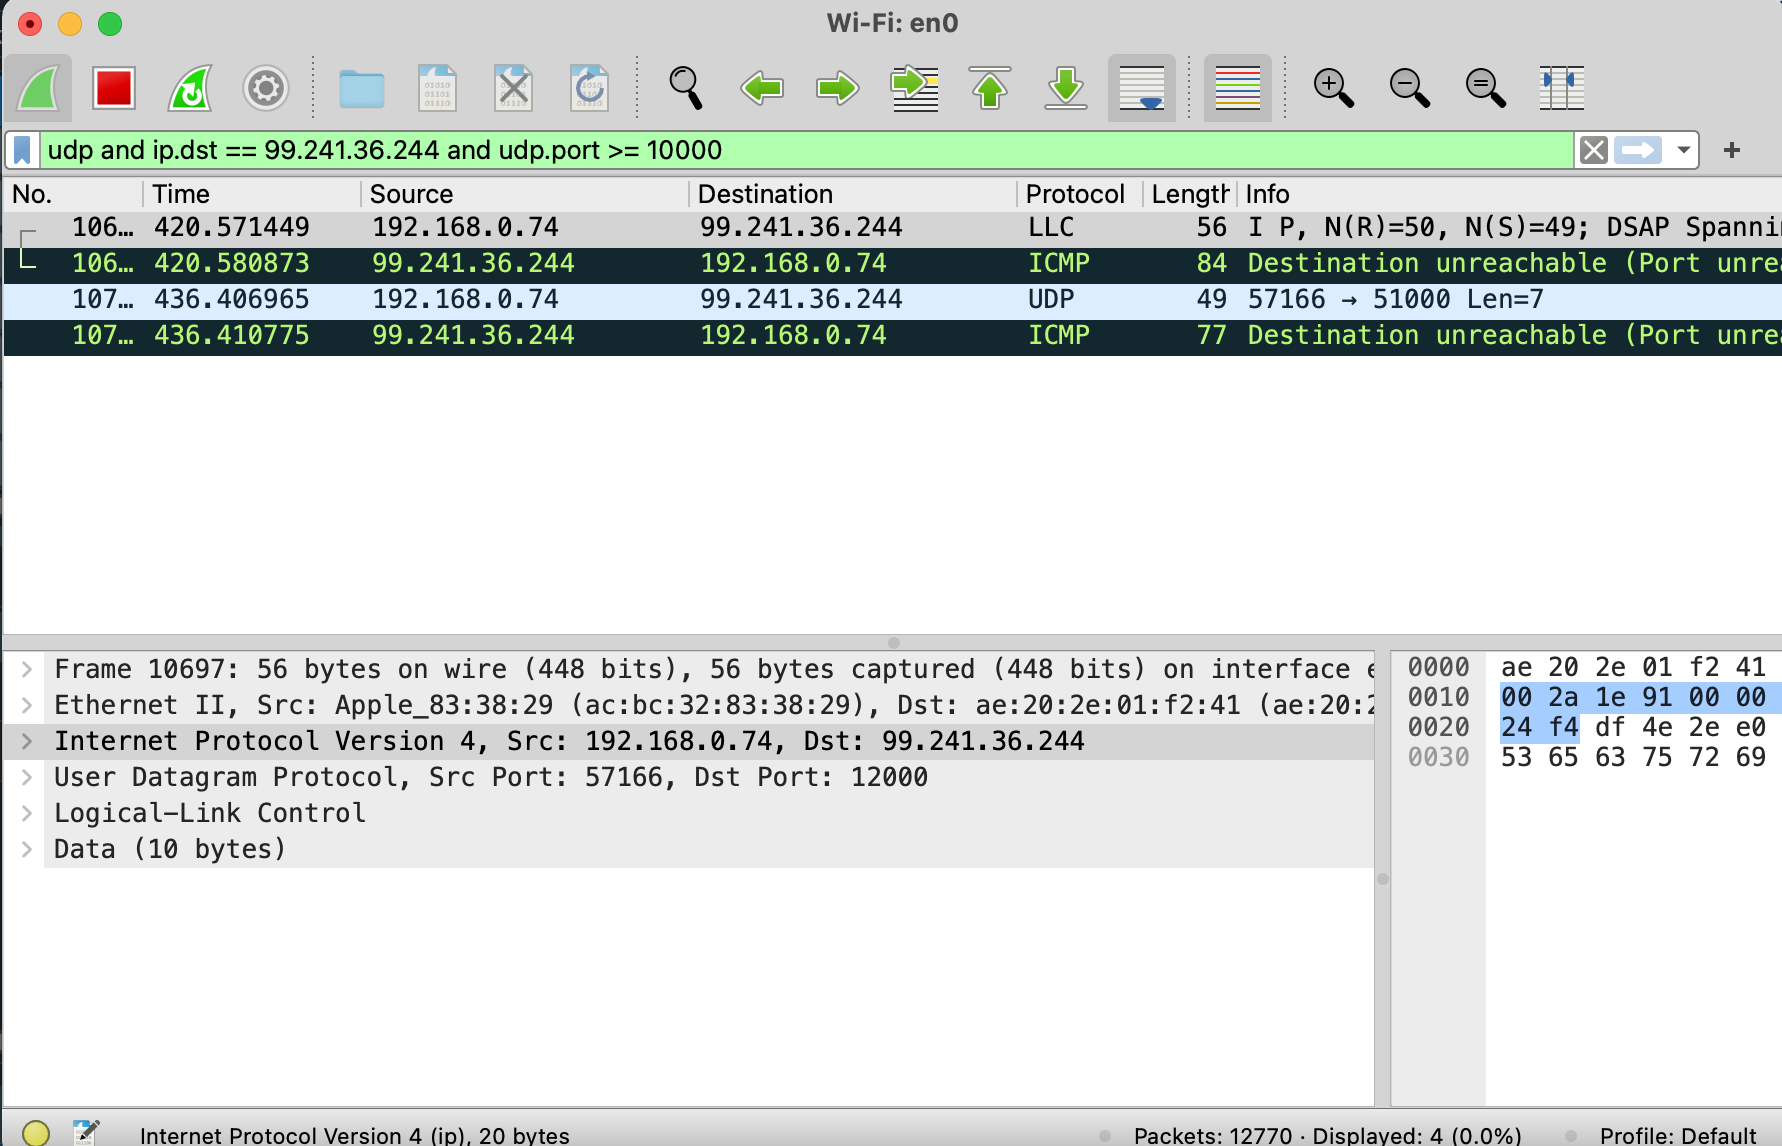 Wi-Fi: en0
udp and ip.dst == 99.241.36.244 and udp.port >= 10000
No. Time Source Destination Protocol Length Info
106… 420.571449 192.168.0.74 99.241.36.244 LLC 56 I P, N(R)=50, N(S)=49; DSAP Spanni
106… 420.580873 99.241.36.244 192.168.0.74 ICMP 84 Destination unreachable (Port unrea
107… 436.406965 192.168.0.74 99.241.36.244 UDP 49 57166 → 51000 Len=7
107… 436.410775 99.241.36.244 192.168.0.74 ICMP 77 Destination unreachable (Port unrea
Frame 10697: 56 bytes on wire (448 bits), 56 bytes captured (448 bits) on interface e
Ethernet II, Src: Apple_83:38:29 (ac:bc:32:83:38:29), Dst: ae:20:2e:01:f2:41 (ae:20:2
Internet Protocol Version 4, Src: 192.168.0.74, Dst: 99.241.36.244
User Datagram Protocol, Src Port: 57166, Dst Port: 12000
Logical-Link Control
Data (10 bytes)
0000 ae 20 2e 01 f2 41
0010 00 2a 1e 91 00 00
0020 24 f4 df 4e 2e e0
0030 53 65 63 75 72 69
Internet Protocol Version 4 (ip), 20 bytes
Packets: 12770 · Displayed: 4 (0.0%)
Profile: Default